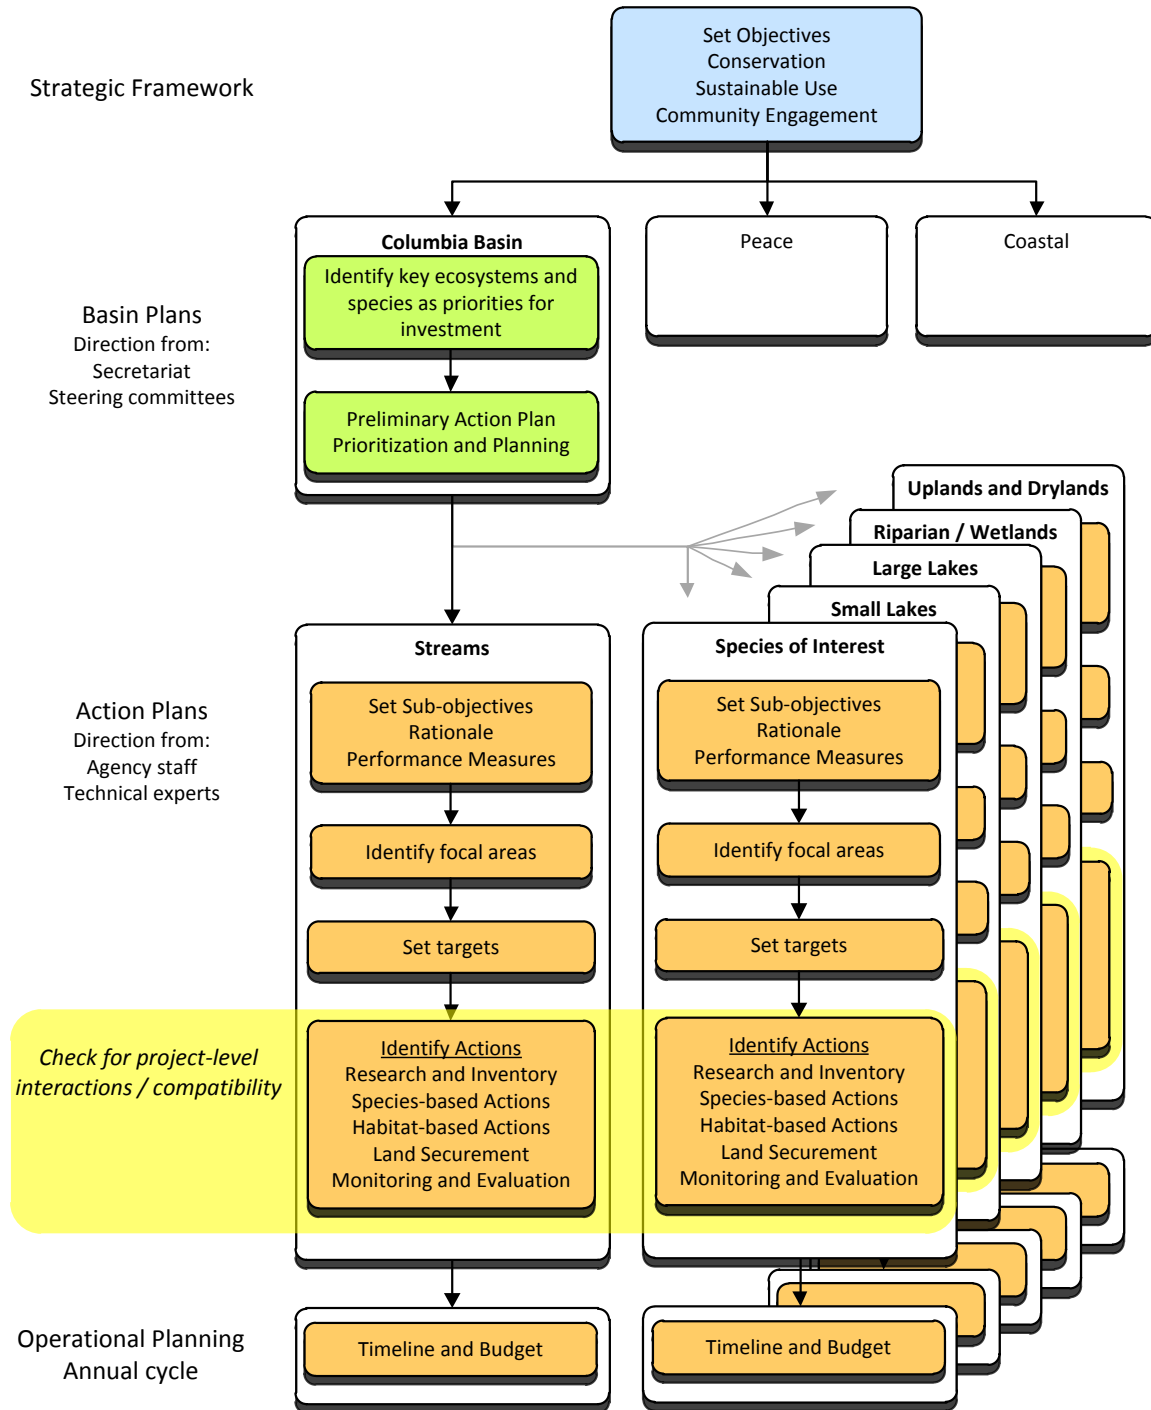 Set Objectives
Conservation
Sustainable Use
Community Engagement
Strategic Framework
Columbia Basin
Peace
Coastal
Identify key ecosystems and
species as priorities for
investment
Basin Plans
Direction from:
Secretariat
Steering committees
Preliminary Action Plan
Prioritization and Planning
Uplands and Drylands
Riparian / Wetlands
Large Lakes
Small Lakes
Streams
Species of Interest
Action Plans
Direction from:
Agency staff
Technical experts
Set Sub-objectives
Rationale
Performance Measures
Set Sub-objectives
Rationale
Performance Measures
Identify focal areas
Identify focal areas
Set targets
Set targets
Check for project-level
interactions / compatibility
Identify Actions
Research and Inventory
Species-based Actions
Habitat-based Actions
Land Securement
Monitoring and Evaluation
Identify Actions
Research and Inventory
Species-based Actions
Habitat-based Actions
Land Securement
Monitoring and Evaluation
Operational Planning
Annual cycle
Timeline and Budget
Timeline and Budget